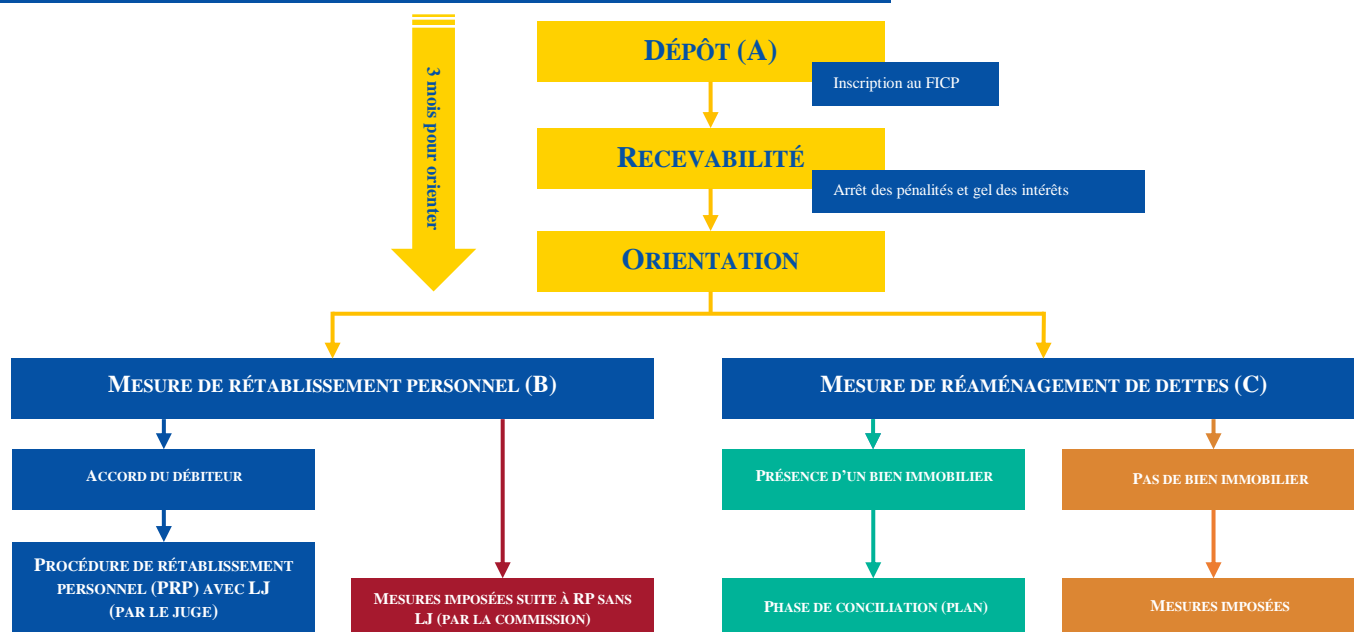 DÉPÔT (A)
Inscription au FICP
3 mois pour orienter
RECEVABILITÉ
Arrêt des pénalités et gel des intérêts
ORIENTATION
MESURE DE RÉTABLISSEMENT PERSONNEL (B)
MESURE DE RÉAMÉNAGEMENT DE DETTES (C)
ACCORD DU DÉBITEUR
PRÉSENCE D'UN BIEN IMMOBILIER
PAS DE BIEN IMMOBILIER
PROCÉDURE DE RÉTABLISSEMENT
PERSONNEL (PRP) AVEC LJ
(PAR LE JUGE)
MESURES IMPOSÉES SUITE À RP SANS
LJ (PAR LA COMMISSION)
PHASE DE CONCILIATION (PLAN)
MESURES IMPOSÉES